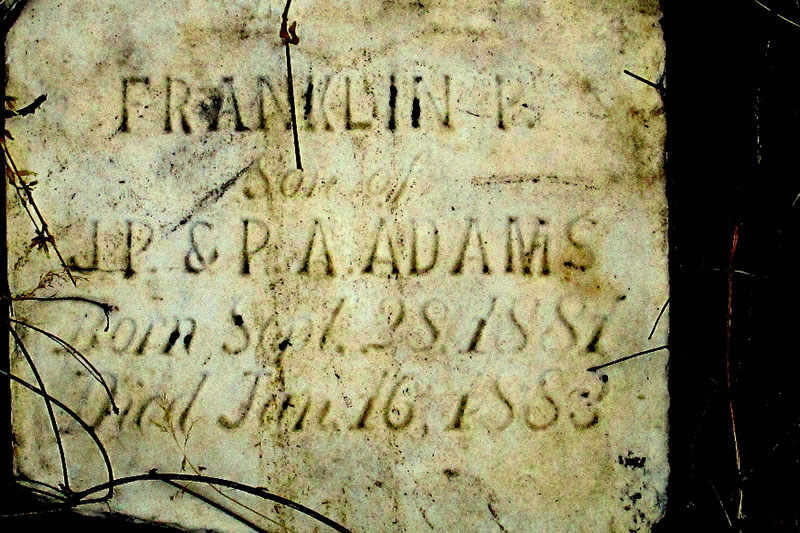 FRANKLIN P.
Son of
J.P. & P.A. ADAMS
Born Sept. 28, 1881
Died Jan. 16, 1883